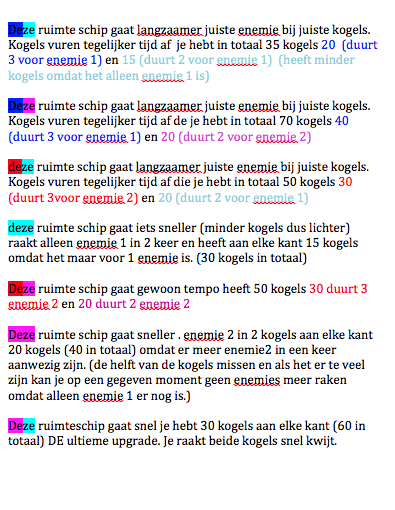 Deze ruimte schip gaat langzaamer juiste enemie bij juiste kogels.
Kogels vuren tegelijker tijd af  je hebt in totaal 35 kogels 20  (duurt
3 voor enemie 1) en 15 (duurt 2 voor enemie 1)  (heeft minder
kogels omdat het alleen enemie 1 is)
Deze ruimte schip gaat langzaamer juiste enemie bij juiste kogels.
Kogels vuren tegelijker tijd af de je hebt in totaal 70 kogels 40
(duurt 3 voor enemie 1) en 20 (duurt 2 voor enemie 2)
deze ruimte schip gaat langzaamer juiste enemie bij juiste kogels.
Kogels vuren tegelijker tijd af die je hebt in totaal 50 kogels 30
(duurt 3voor enemie 2) en 20 (duurt 2 voor enemie 1)
deze ruimte schip gaat iets sneller (minder kogels dus lichter)
raakt alleen enemie 1 in 2 keer en heeft aan elke kant 15 kogels
omdat het maar voor 1 enemie is. (30 kogels in totaal)
Deze ruimte schip gaat gewoon tempo heeft 50 kogels 30 duurt 3
enemie 2 en 20 duurt 2 enemie 2
Deze ruimte schip gaat sneller . enemie 2 in 2 kogels aan elke kant
20 kogels (40 in totaal) omdat er meer enemie2 in een keer
aanwezig zijn. (de helft van de kogels missen en als het er te veel
zijn kan je op een gegeven moment geen enemies meer raken
omdat alleen enemie 1 er nog is.)
Deze ruimteschip gaat snel je hebt 30 kogels aan elke kant (60 in
totaal) DE ultieme upgrade. Je raakt beide kogels snel kwijt.